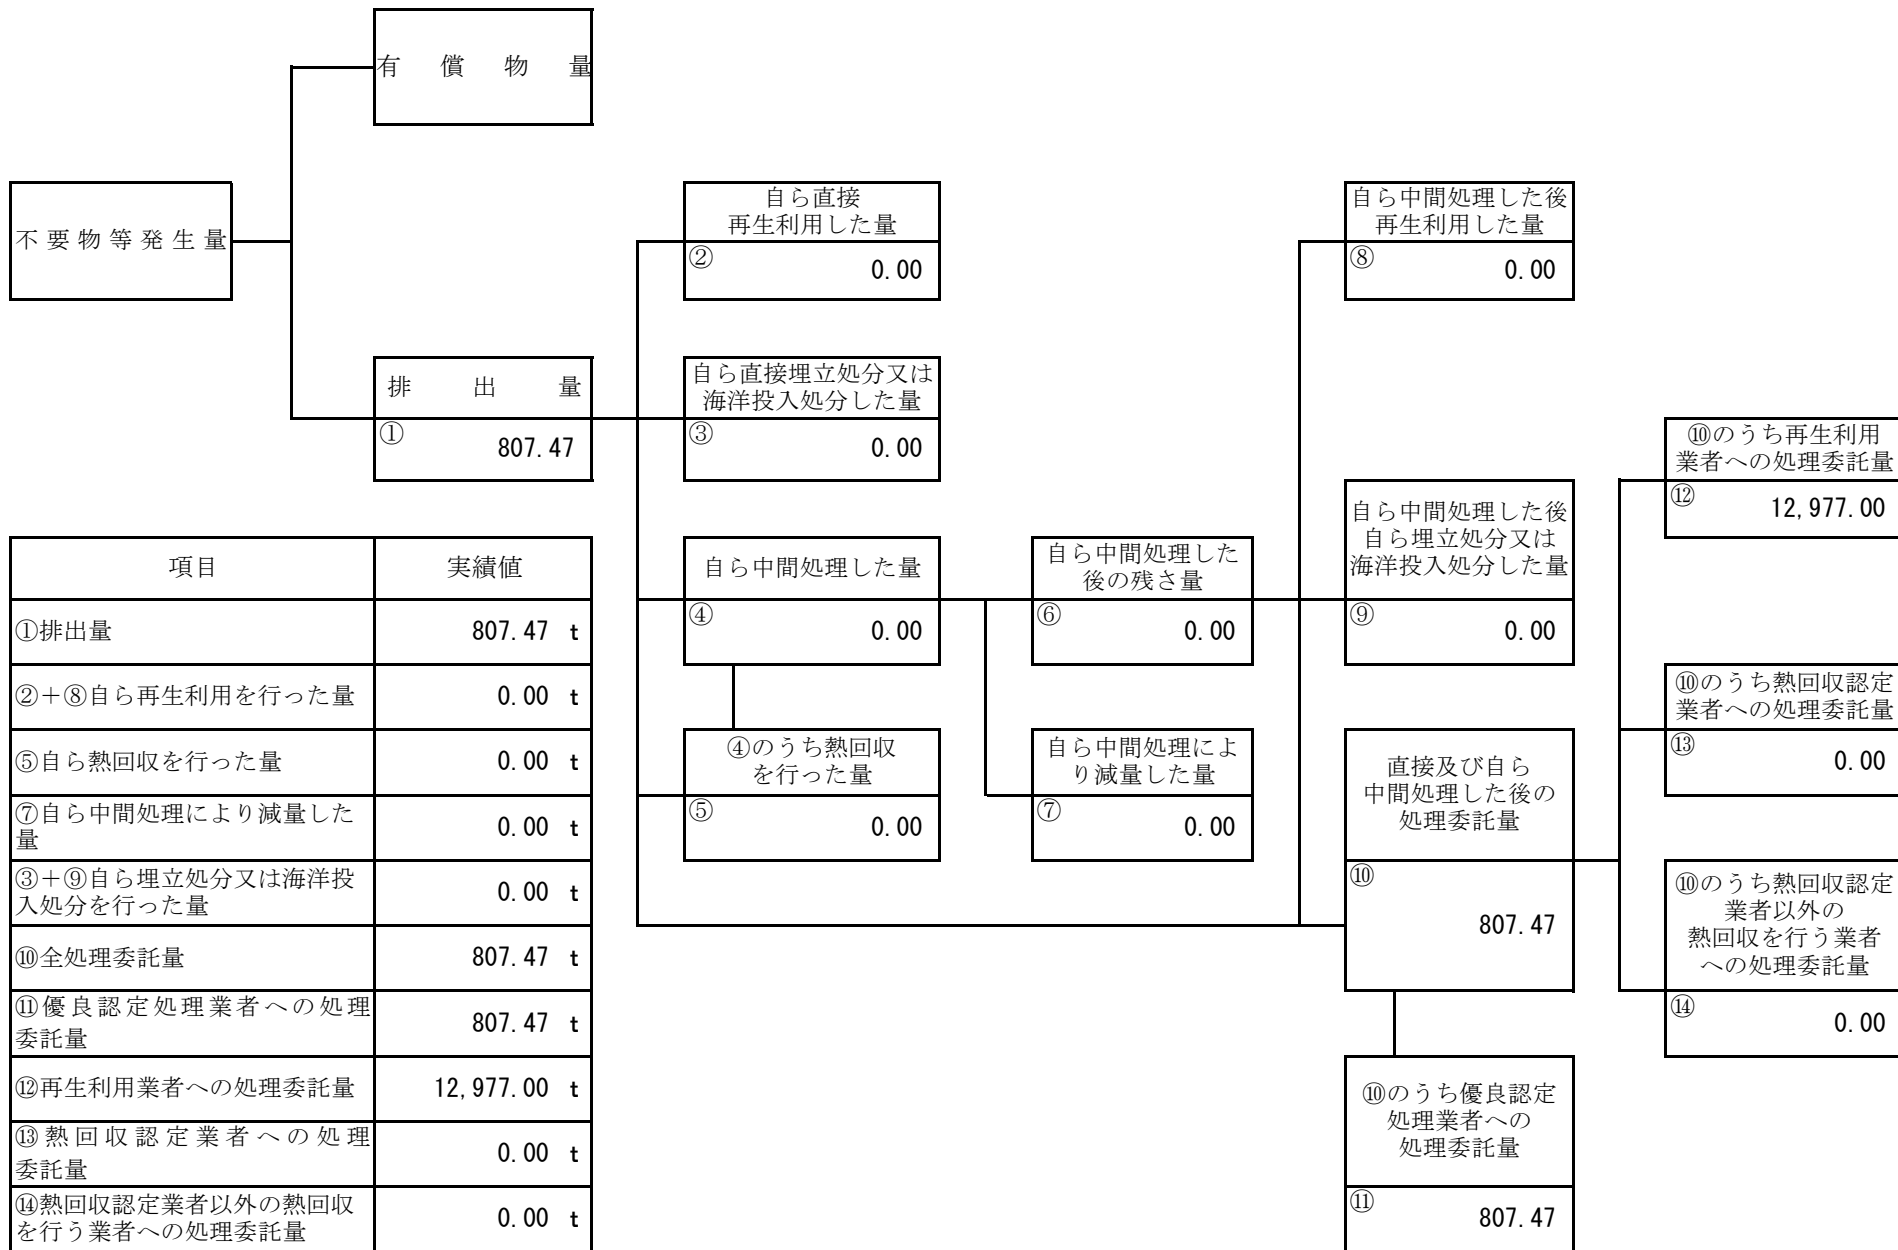 有償物量
不要物等発生量
自ら直接
再生利用した量
② 0.00
自ら中間処理した後
再生利用した量
⑧ 0.00
排出量
① 807.47
自ら直接埋立処分又は
海洋投入処分した量
③ 0.00
⑩のうち再生利用
業者への処理委託量
⑫ 12,977.00
自ら中間処理した後
自ら埋立処分又は
海洋投入処分した量
⑨ 0.00
自ら中間処理した量
④ 0.00
自ら中間処理した
後の残さ量
⑥ 0.00
⑩のうち熱回収認定
業者への処理委託量
⑬ 0.00
④のうち熱回収
を行った量
⑤ 0.00
自ら中間処理によ
り減量した量
⑦ 0.00
直接及び自ら
中間処理した後の
処理委託量
⑩ 807.47
⑩のうち熱回収認定
業者以外の
熱回収を行う業者
への処理委託量
⑭ 0.00
⑩のうち優良認定
処理業者への
処理委託量
⑪ 807.47
項目 実績値
①排出量 807.47 t
②＋⑧自ら再生利用を行った量 0.00 t
⑤自ら熱回収を行った量 0.00 t
⑦自ら中間処理により減量した
量 0.00 t
③＋⑨自ら埋立処分又は海洋投
入処分を行った量 0.00 t
⑩全処理委託量 807.47 t
⑪優良認定処理業者への処理
委託量 807.47 t
⑫再生利用業者への処理委託量 12,977.00 t
⑬熱回収認定業者への処理
委託量 0.00 t
⑭熱回収認定業者以外の熱回収
を行う業者への処理委託量 0.00 t